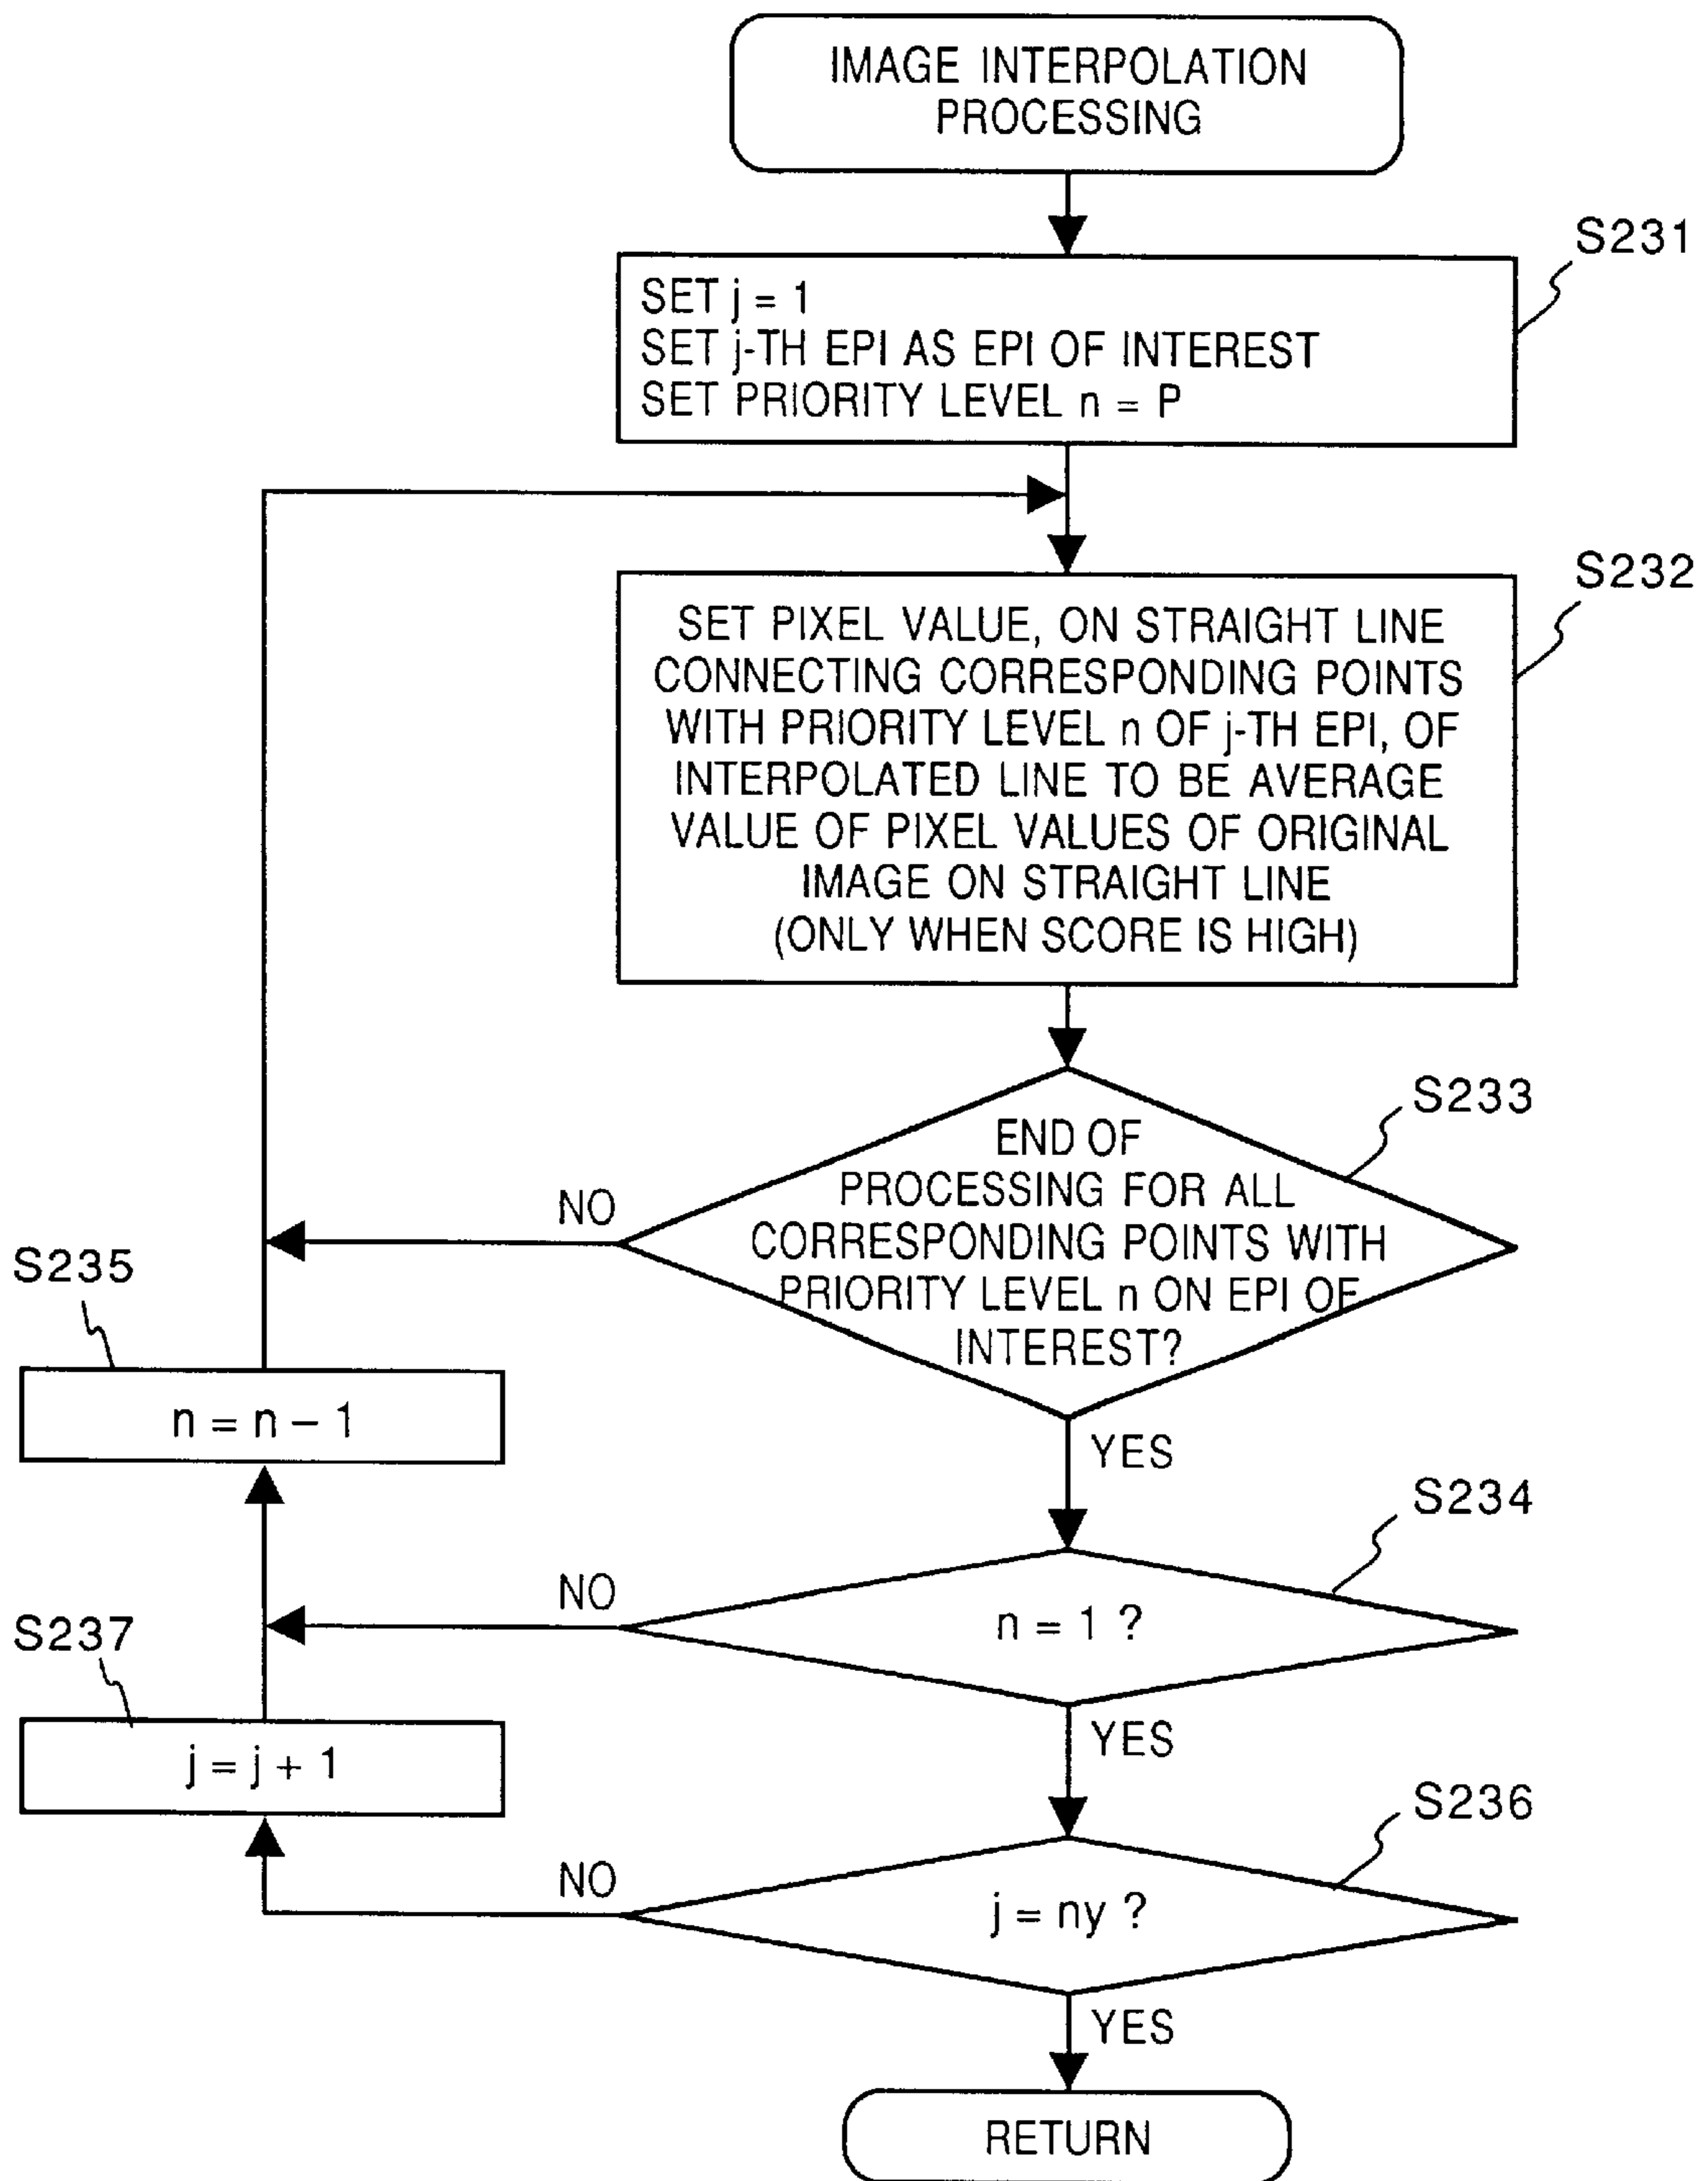 IMAGE INTERPOLATION
PROCESSING
S231
SET j = 1
SET j-TH EPI AS EPI OF INTEREST
SET PRIORITY LEVEL n = P
S232
SET PIXEL VALUE, ON STRAIGHT LINE
CONNECTING CORRESPONDING POINTS
WITH PRIORITY LEVEL n OF j-TH EPI, OF
INTERPOLATED LINE TO BE AVERAGE
VALUE OF PIXEL VALUES OF ORIGINAL
IMAGE ON STRAIGHT LINE
(ONLY WHEN SCORE IS HIGH)
S233
END OF
PROCESSING FOR ALL
CORRESPONDING POINTS WITH
PRIORITY LEVEL n ON EPI OF
INTEREST?
NO
YES
S235
n = n – 1
S234
n = 1 ?
NO
YES
S237
j = j + 1
S236
j = ny ?
NO
YES
RETURN